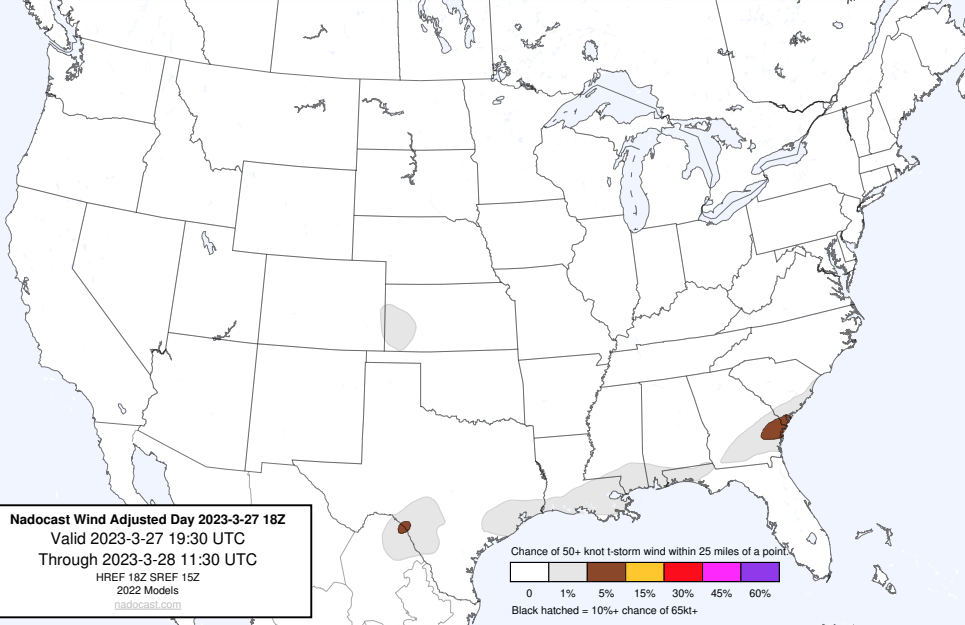 Nadocast Wind Adjusted Day 2023-3-27 18Z
Valid 2023-3-27 19:30 UTC
Through 2023-3-28 11:30 UTC
HREF 18Z SREF 15Z
2022 Models
nadocast.com
Chance of 50+ knot t-storm wind within 25 miles of a point.
0 1% 5% 15% 30% 45% 60%
Black hatched = 10%+ chance of 65kt+